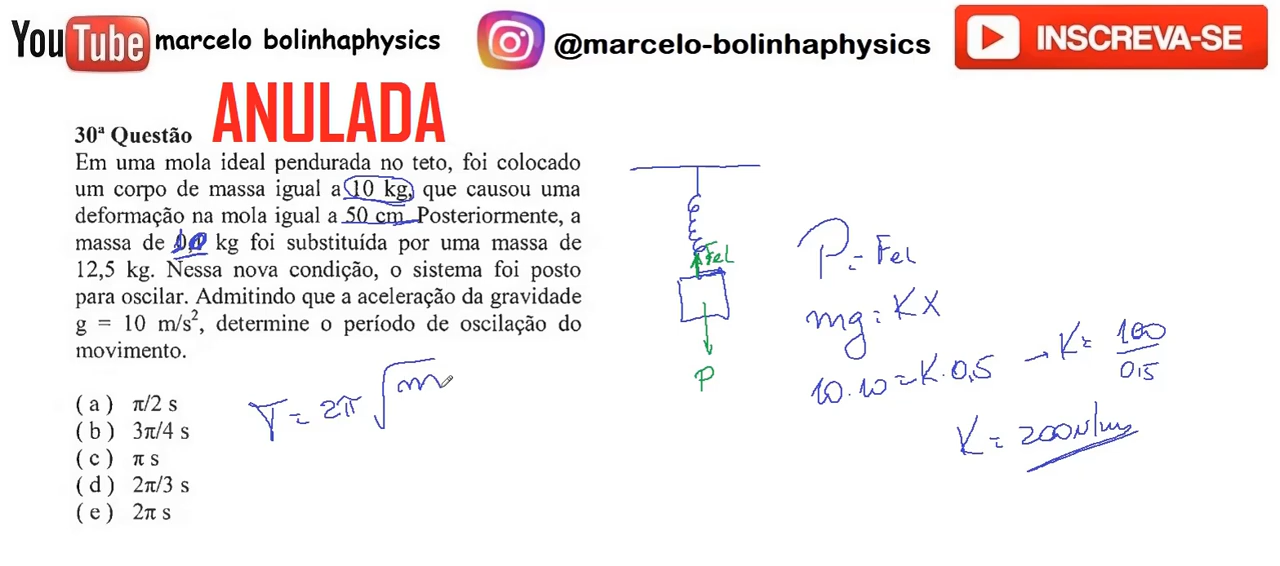 You Tube marcelo bolinhaphysics @marcelo-bolinhaphysics INSCREVA-SE
ANULADA
30ª Questão
Em uma mola ideal pendurada no teto, foi colocado
um corpo de massa igual a 10 kg, que causou uma
deformação na mola igual a 50 cm. Posteriormente, a
massa de kg foi substituída por uma massa de
12,5 kg. Nessa nova condição, o sistema foi posto
para oscilar. Admitindo que a aceleração da gravidade
g = 10 m/s², determine o período de oscilação do
movimento.
(a) π/2 s
(b) 3π/4 s
(c) π s
(d) 2π/3 s
(e) 2π s
T = 2π √m
Fel
P
P = Fel
mg = KX
10.10 = K.0,5 → K = 100/0,5
K = 200N/m